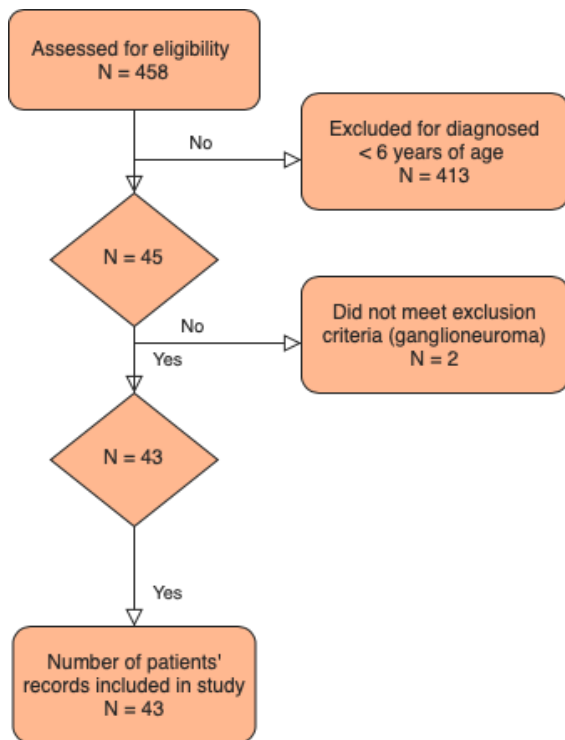 Assessed for eligibility
N = 458
No
Excluded for diagnosed
< 6 years of age
N = 413
N = 45
No
Did not meet exclusion
criteria (ganglioneuroma)
N = 2
Yes
N = 43
Yes
Number of patients'
records included in study
N = 43